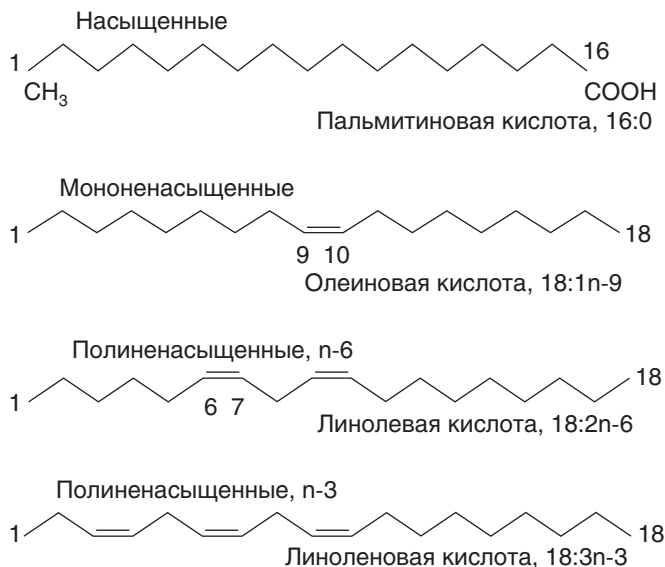 Насыщенные
1 16
CH₃ COOH
Пальмитиновая кислота, 16:0
Мононенасыщенные
1 18
9 10
Олеиновая кислота, 18:1n-9
Полиненасыщенные, n-6
1 18
6 7
Линолевая кислота, 18:2n-6
Полиненасыщенные, n-3
1 18
Линоленовая кислота, 18:3n-3